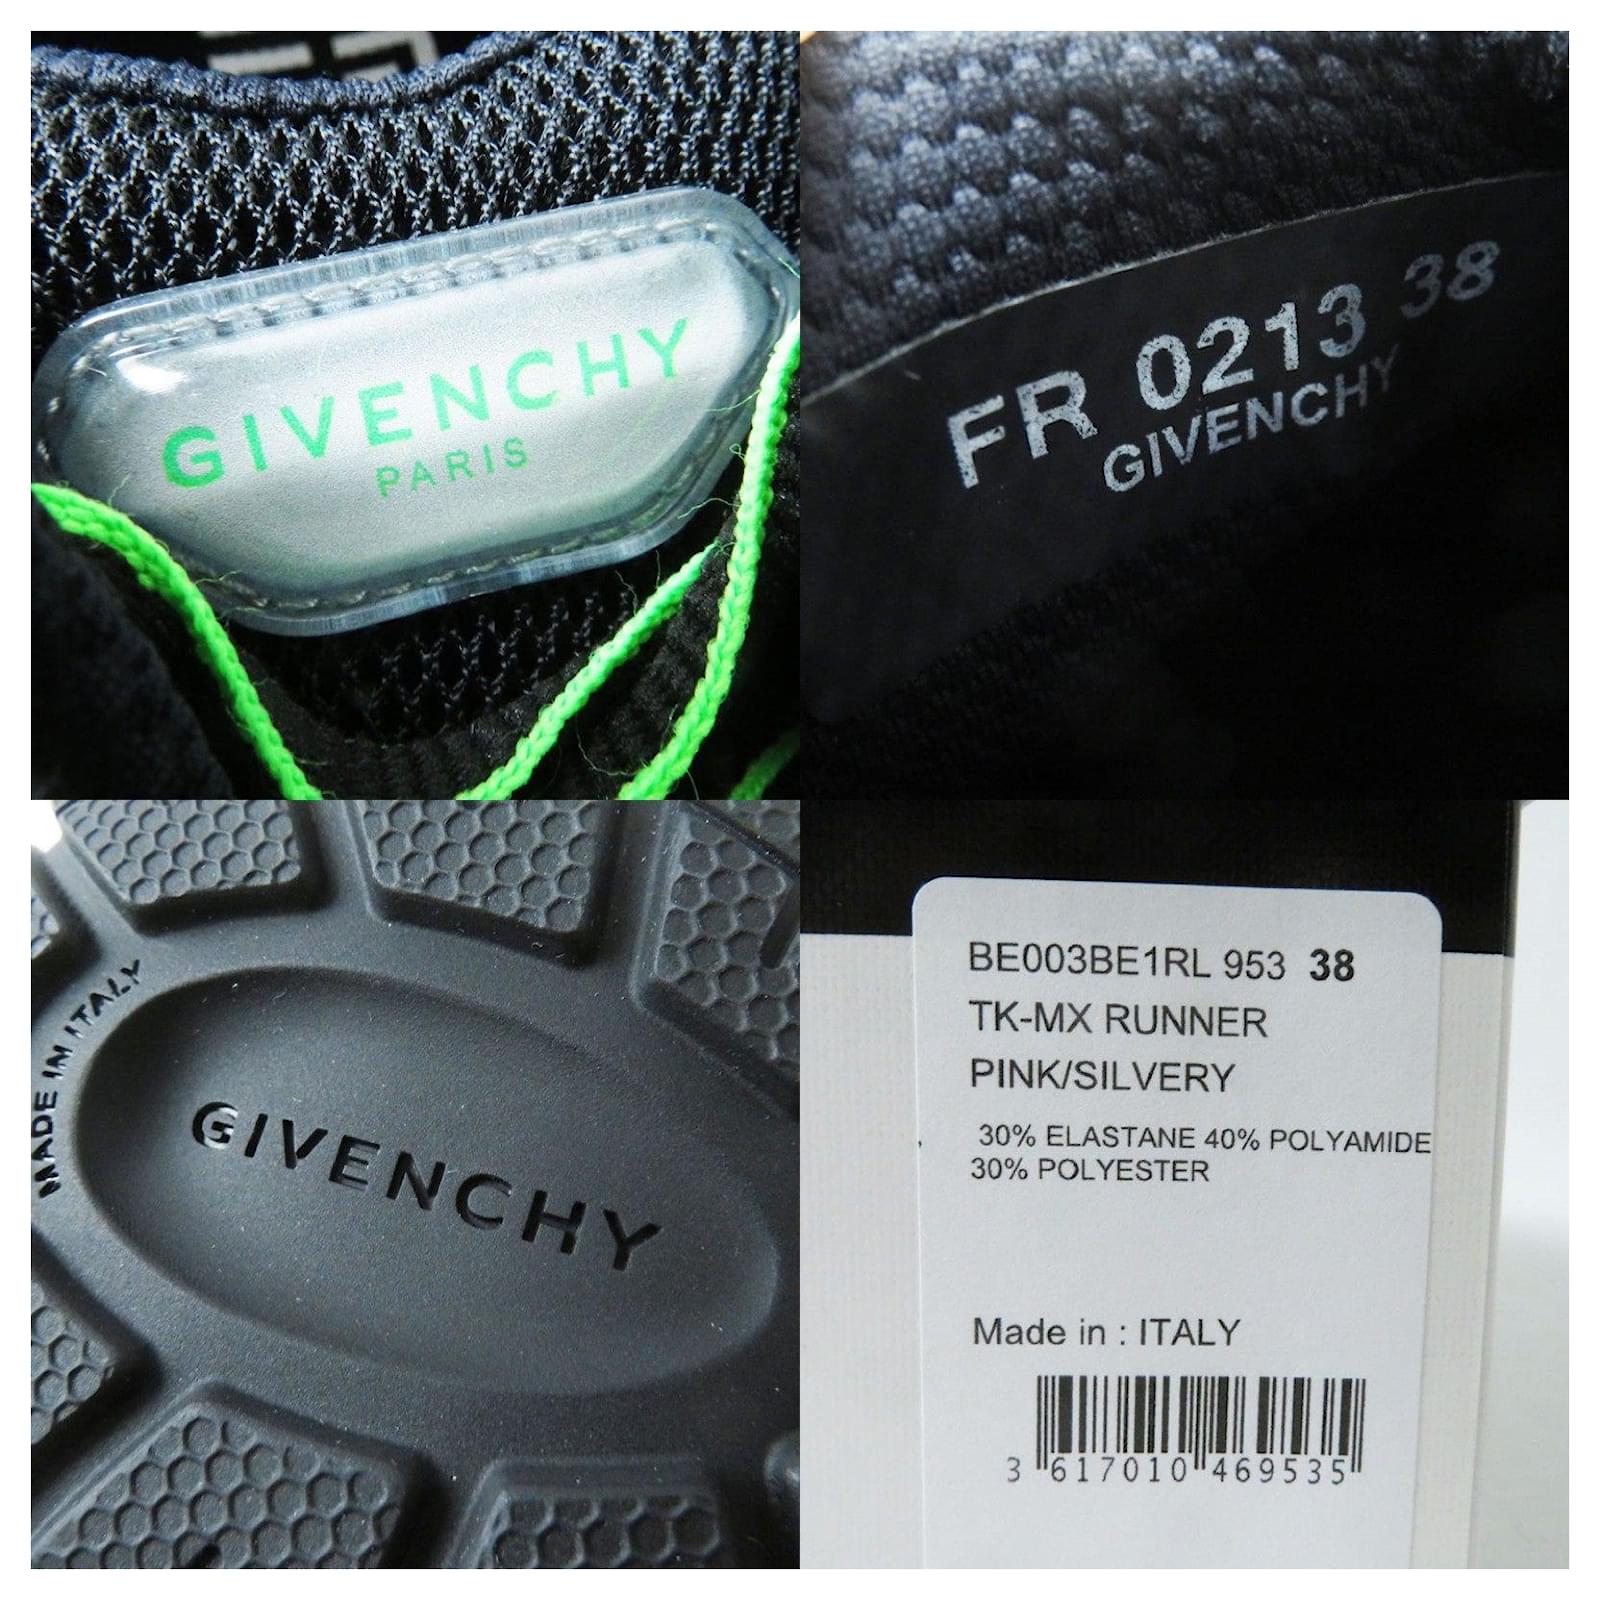 GIVENCHY
PARIS
FR 0213 38
GIVENCHY
MADE IN ITALY
GIVENCHY
BE003BE1RL 953 38
TK-MX RUNNER
PINK/SILVERY
30% ELASTANE 40% POLYAMIDE
30% POLYESTER
Made in : ITALY
3 617010 469535